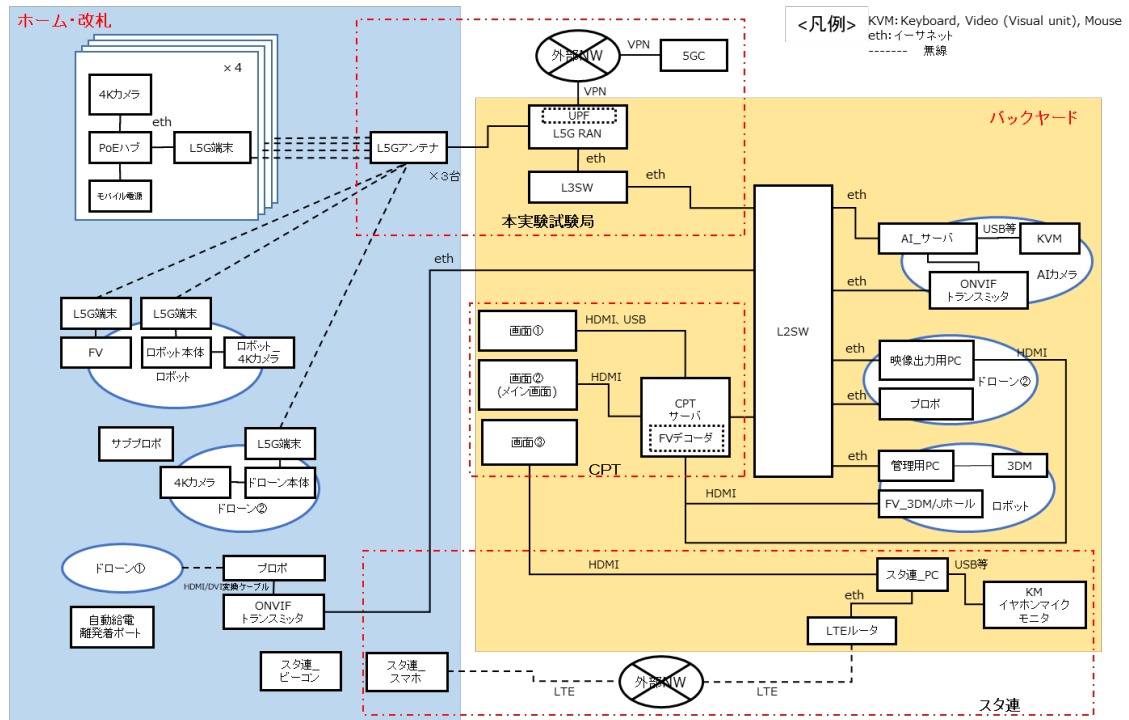 ホーム・改札
×4
4Kカメラ
eth
PoEハブ
L5G端末
モバイル電源
L5Gアンテナ
×3台
外部NW
VPN
5GC
VPN
UPF
L5G RAN
eth
L3SW
eth
本実験試験局
<凡例>
KVM: Keyboard, Video (Visual unit), Mouse
eth: イーサネット
------- 無線
バックヤード
eth
AI_サーバ
USB等
KVM
AIカメラ
eth
ONVIF
トランスミッタ
L2SW
eth
L5G端末
L5G端末
FV
ロボット本体
ロボット_
4Kカメラ
ロボット
画面①
HDMI、USB
画面②
(メイン画面)
HDMI
画面③
CPT
サーバ
FVデコーダ
CPT
eth
映像出力用PC
HDMI
ドローン②
eth
プロポ
eth
管理用PC
3DM
HDMI
FV_3DM/Jホール
ロボット
サブプロポ
L5G端末
4Kカメラ
ドローン本体
ドローン②
ドローン①
プロポ
HDMI/DVI変換ケーブル
ONVIF
トランスミッタ
自動給電
離発着ポート
HDMI
スタ連_PC
USB等
eth
KM
イヤホンマイク
モニタ
LTEルータ
スタ連_
ビーコン
スタ連_
スマホ
LTE
外部NW
LTE
スタ連